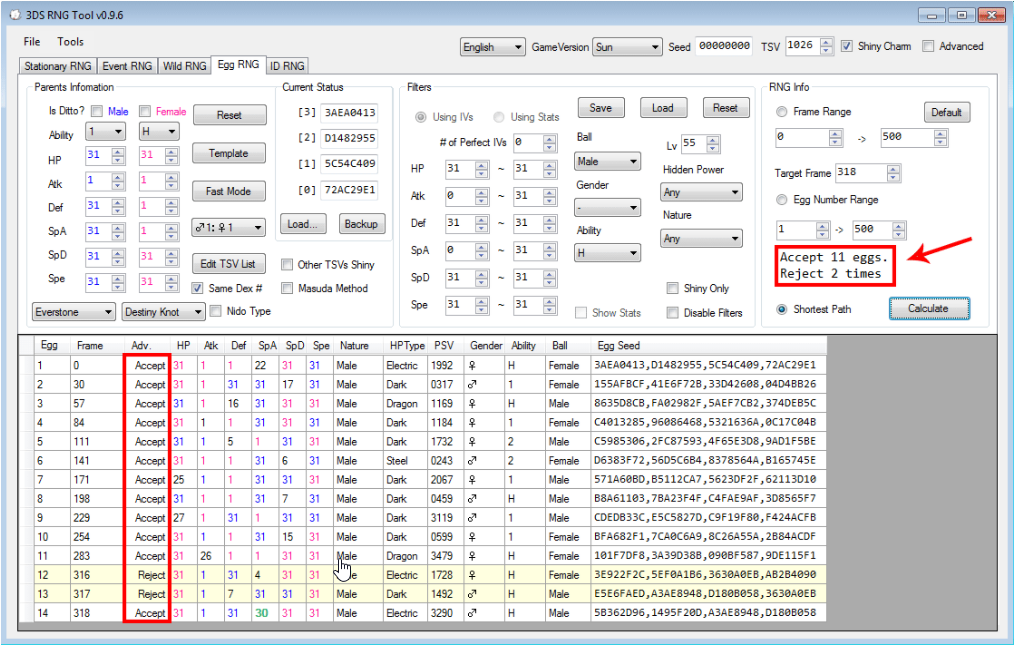 3DS RNG Tool v0.9.6
File Tools
English GameVersion Sun Seed 00000000 TSV 1026 Shiny Charm Advanced
Stationary RNG Event RNG Wild RNG Egg RNG ID RNG
Parents Infomation
Is Ditto? Male Female Reset
Ability 1 H
HP 31 31 Template
Atk 1 1
Def 31 1 Fast Mode
SpA 31 1 ♂1: ♀1
SpD 31 31 Edit TSV List
Spe 31 31 Same Dex #
Everstone Destiny Knot Nido Type
Current Status
[3] 3AEA0413
[2] D1482955
[1] 5C54C409
[0] 72AC29E1
Load... Backup
Other TSVs Shiny
Masuda Method
Filters
Using IVs Using Stats Save Load Reset
# of Perfect IVs 0
HP 31 ~ 31
Atk 0 ~ 31
Def 31 ~ 31
SpA 0 ~ 31
SpD 31 ~ 31
Spe 31 ~ 31
Ball
Male
Gender
-
Ability
H
Show Stats
Lv 55
Hidden Power
Any
Nature
Any
Shiny Only
Disable Filters
RNG Info
Frame Range Default
0 -> 500
Target Frame 318
Egg Number Range
1 -> 500
Accept 11 eggs.
Reject 2 times
Shortest Path Calculate
Egg Frame Adv. HP Atk Def SpA SpD Spe Nature HPType PSV Gender Ability Ball Egg Seed
1 0 Accept 31 1 1 22 31 31 Male Electric 1992 ♀ H Female 3AEA0413,D1482955,5C54C409,72AC29E1
2 30 Accept 31 1 31 31 17 31 Male Dark 0317 ♂ 1 Female 155AFBCF,41E6F72B,33D42608,04D4BB26
3 57 Accept 31 1 16 31 31 31 Male Dragon 1169 ♀ H Male 8635D8CB,FA02982F,5AEF7CB2,374DEB5C
4 84 Accept 31 1 1 31 31 31 Male Dark 1184 ♀ 1 Female C4013285,96086468,5321636A,0C17C04B
5 111 Accept 31 1 5 1 31 31 Male Dark 1732 ♀ 2 Male C5985306,2FC87593,4F65E3D8,9AD1F5BE
6 141 Accept 31 1 1 31 6 31 Male Steel 0243 ♂ 2 Female D6383F72,56D5C6B4,8378564A,B165745E
7 171 Accept 25 1 1 31 31 31 Male Dark 2067 ♀ 1 Male 571A60BD,B5112CA7,5623DF2F,62113D10
8 198 Accept 31 1 1 31 7 31 Male Dark 0459 ♂ H Male B8A61103,7BA23F4F,C4FAE9AF,3D8565F7
9 229 Accept 27 1 31 1 31 31 Male Dark 3119 ♂ 1 Male CDEDB33C,E5C5827D,C9F19F80,F424ACFB
10 254 Accept 31 1 1 31 15 31 Male Dark 0599 ♂ 1 Female BFA682F1,7CA0C6A9,8C26A55A,2B84ACDF
11 283 Accept 31 26 1 1 31 31 Male Dragon 3479 ♀ H Female 101F7DF8,3A39D38B,090BF587,9DE115F1
12 316 Reject 31 1 31 4 31 31 Male Electric 1728 ♀ H Female 3E922F2C,5EF0A1B6,3630A0EB,AB2B4090
13 317 Reject 31 1 7 31 31 31 Male Dark 1492 ♂ H Male E5E6FAED,A3AE8948,D180B058,3630A0EB
14 318 Accept 31 1 31 30 31 31 Male Electric 3290 ♂ H Male 5B362D96,1495F20D,A3AE8948,D180B058